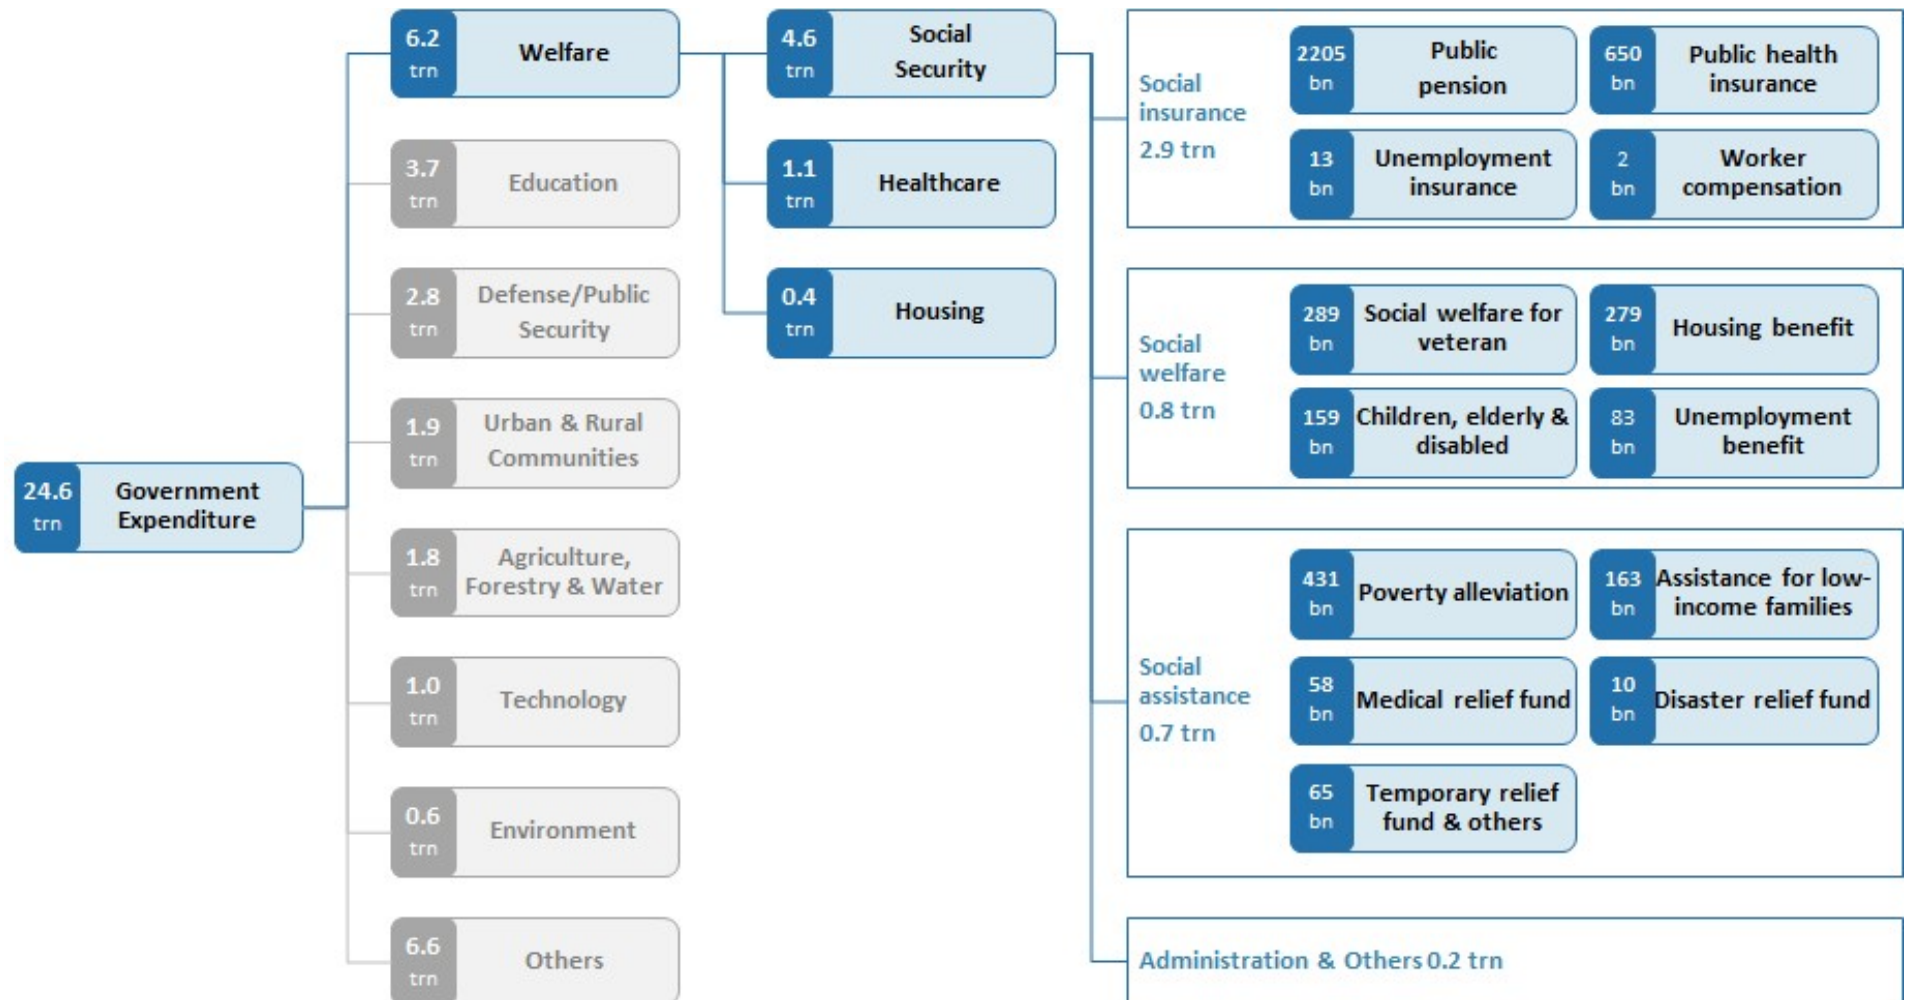 24.6
trn
Government
Expenditure
6.2
trn
Welfare
3.7
trn
Education
2.8
trn
Defense/Public
Security
1.9
trn
Urban & Rural
Communities
1.8
trn
Agriculture,
Forestry & Water
1.0
trn
Technology
0.6
trn
Environment
6.6
trn
Others
4.6
trn
Social
Security
1.1
trn
Healthcare
0.4
trn
Housing
Social
insurance
2.9 trn
2205
bn
Public
pension
650
bn
Public health
insurance
13
bn
Unemployment
insurance
2
bn
Worker
compensation
Social
welfare
0.8 trn
289
bn
Social welfare for
veteran
279
bn
Housing benefit
159
bn
Children, elderly &
disabled
83
bn
Unemployment
benefit
Social
assistance
0.7 trn
431
bn
Poverty alleviation
163
bn
Assistance for low-
income families
58
bn
Medical relief fund
10
bn
Disaster relief fund
65
bn
Temporary relief
fund & others
Administration & Others 0.2 trn